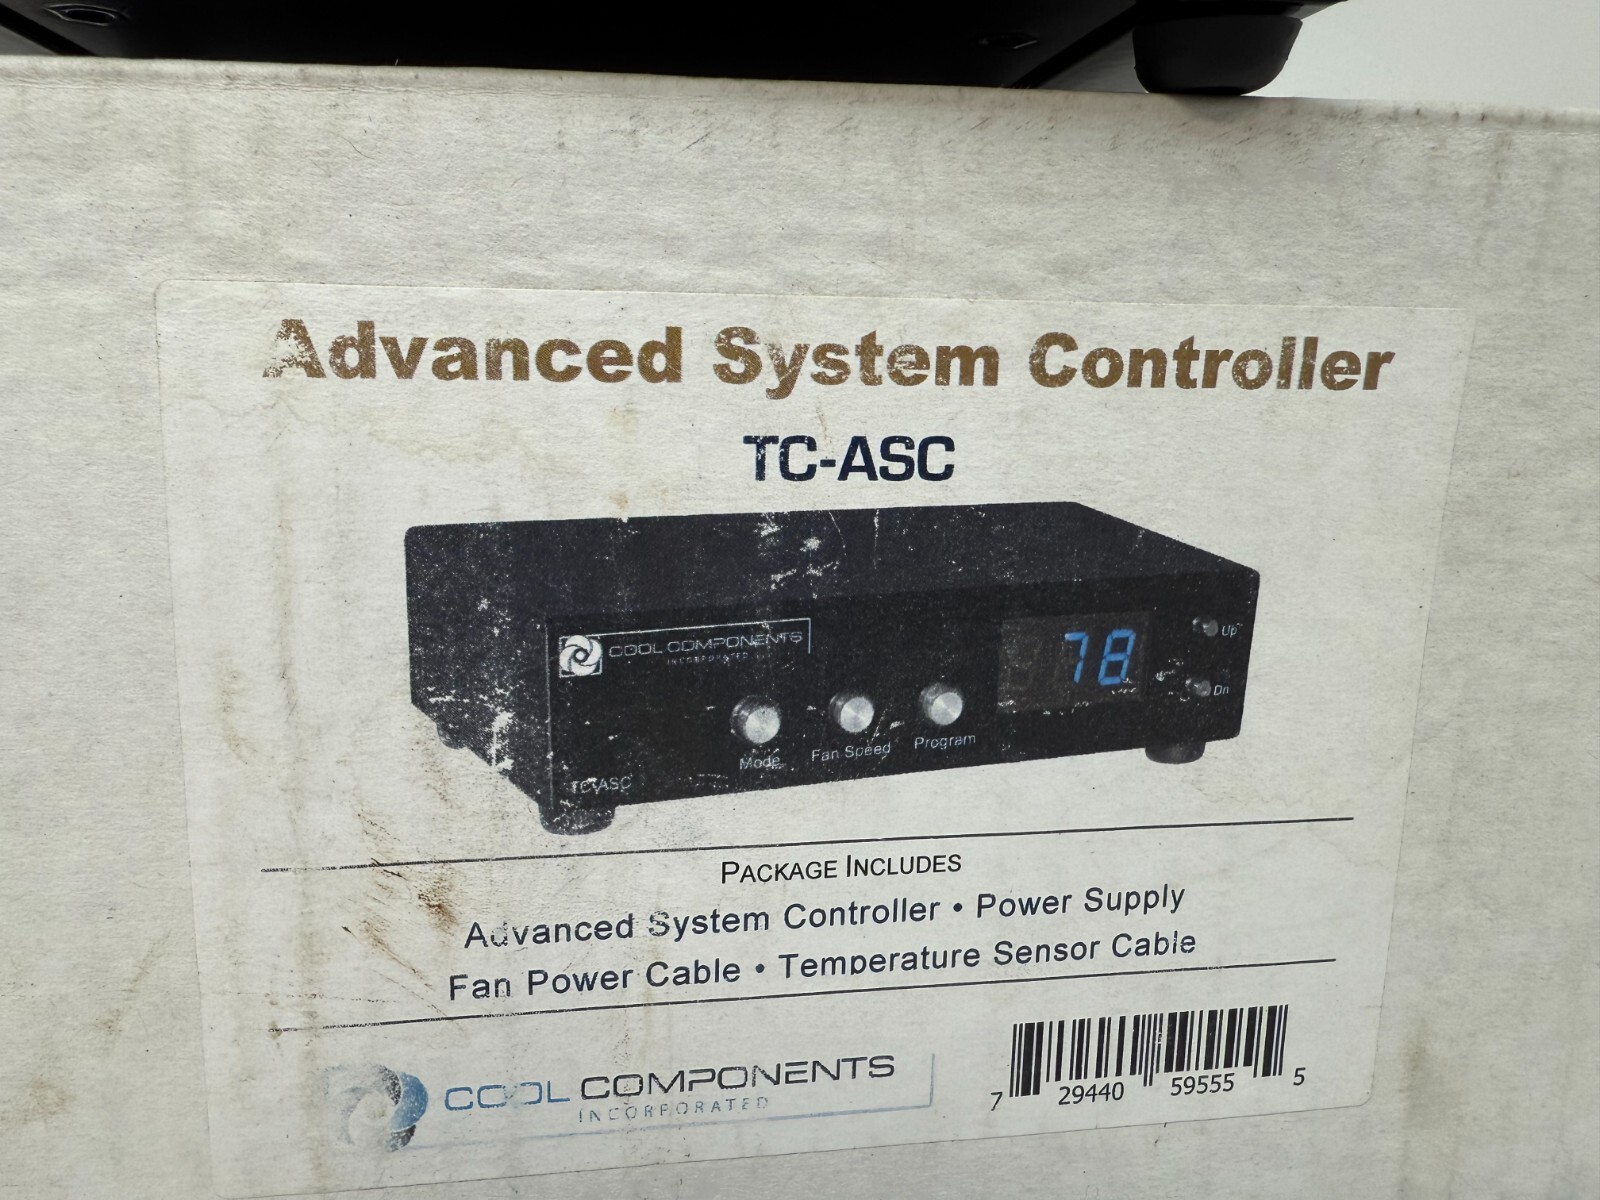 Advanced System Controller
TC-ASC
COOL COMPONENTS
INCORPORATED
78
Up
Dn
Mode
Fan Speed
Program
TC-ASC
PACKAGE INCLUDES
Advanced System Controller • Power Supply
Fan Power Cable • Temperature Sensor Cable
COOL COMPONENTS
INCORPORATED
7 29440 59555 5